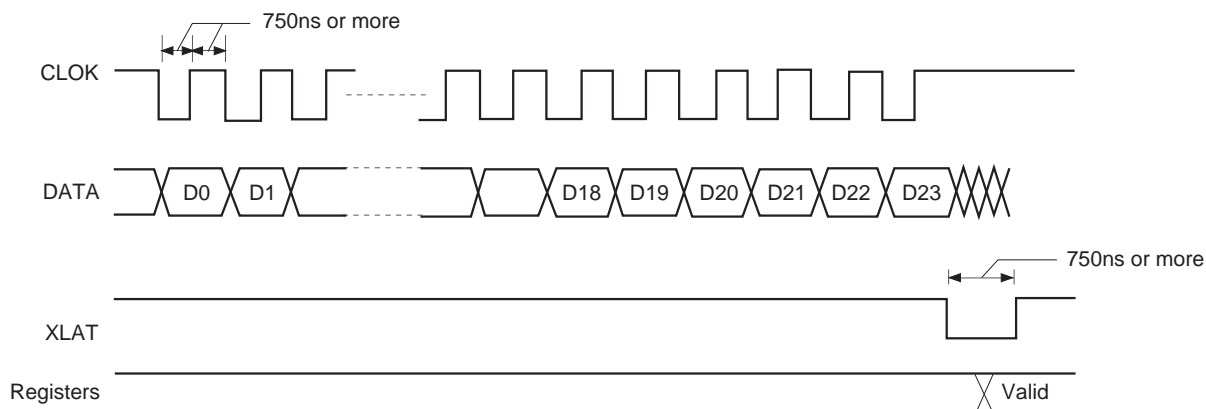 750ns or more
CLOK
DATA
D0 D1 D18 D19 D20 D21 D22 D23
750ns or more
XLAT
Registers
Valid